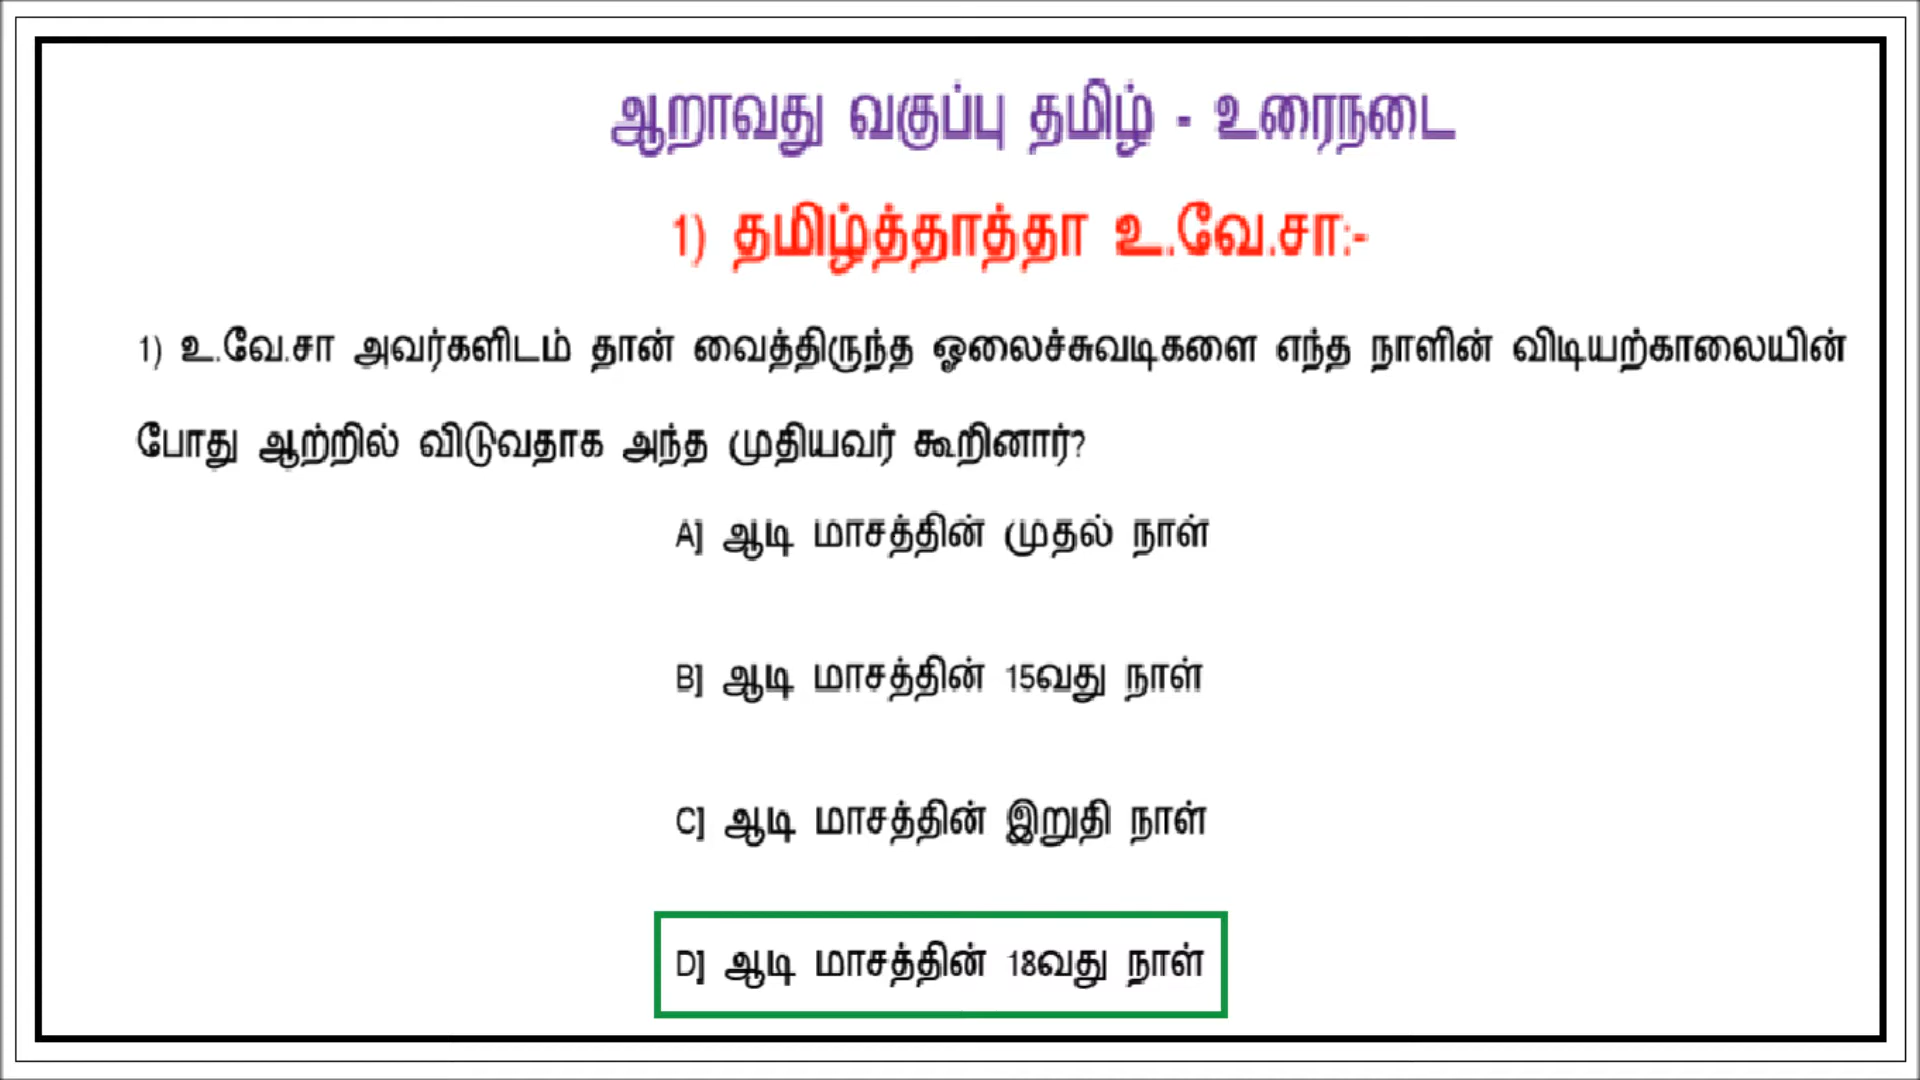 ஆறாவது வகுப்பு தமிழ் - உரைநடை
1) தமிழ்த்தாத்தா உ.வே.சா:-
1) உ.வே.சா அவர்களிடம் தான் வைத்திருந்த ஓலைச்சுவடிகளை எந்த நாளின் விடியற்காலையின்
போது ஆற்றில் விடுவதாக அந்த முதியவர் கூறினார்?
A] ஆடி மாசத்தின் முதல் நாள்
B] ஆடி மாசத்தின் 15வது நாள்
C] ஆடி மாசத்தின் இறுதி நாள்
D] ஆடி மாசத்தின் 18வது நாள்